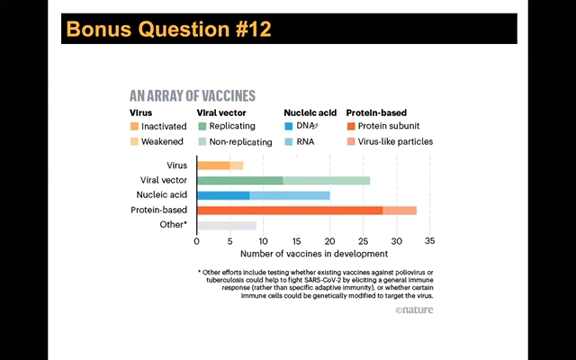 Bonus Question #12
AN ARRAY OF VACCINES
Virus Viral vector Nucleic acid Protein-based
Inactivated Replicating DNA Protein subunit
Weakened Non-replicating RNA Virus-like particles
Virus
Viral vector
Nucleic acid
Protein-based
Other*
0 5 10 15 20 25 30 35
Number of vaccines in development
* Other efforts include testing whether existing vaccines against poliovirus or
tuberculosis could help to fight SARS-CoV-2 by eliciting a general immune
response (rather than specific adaptive immunity), or whether certain
immune cells could be genetically modified to target the virus.
©nature